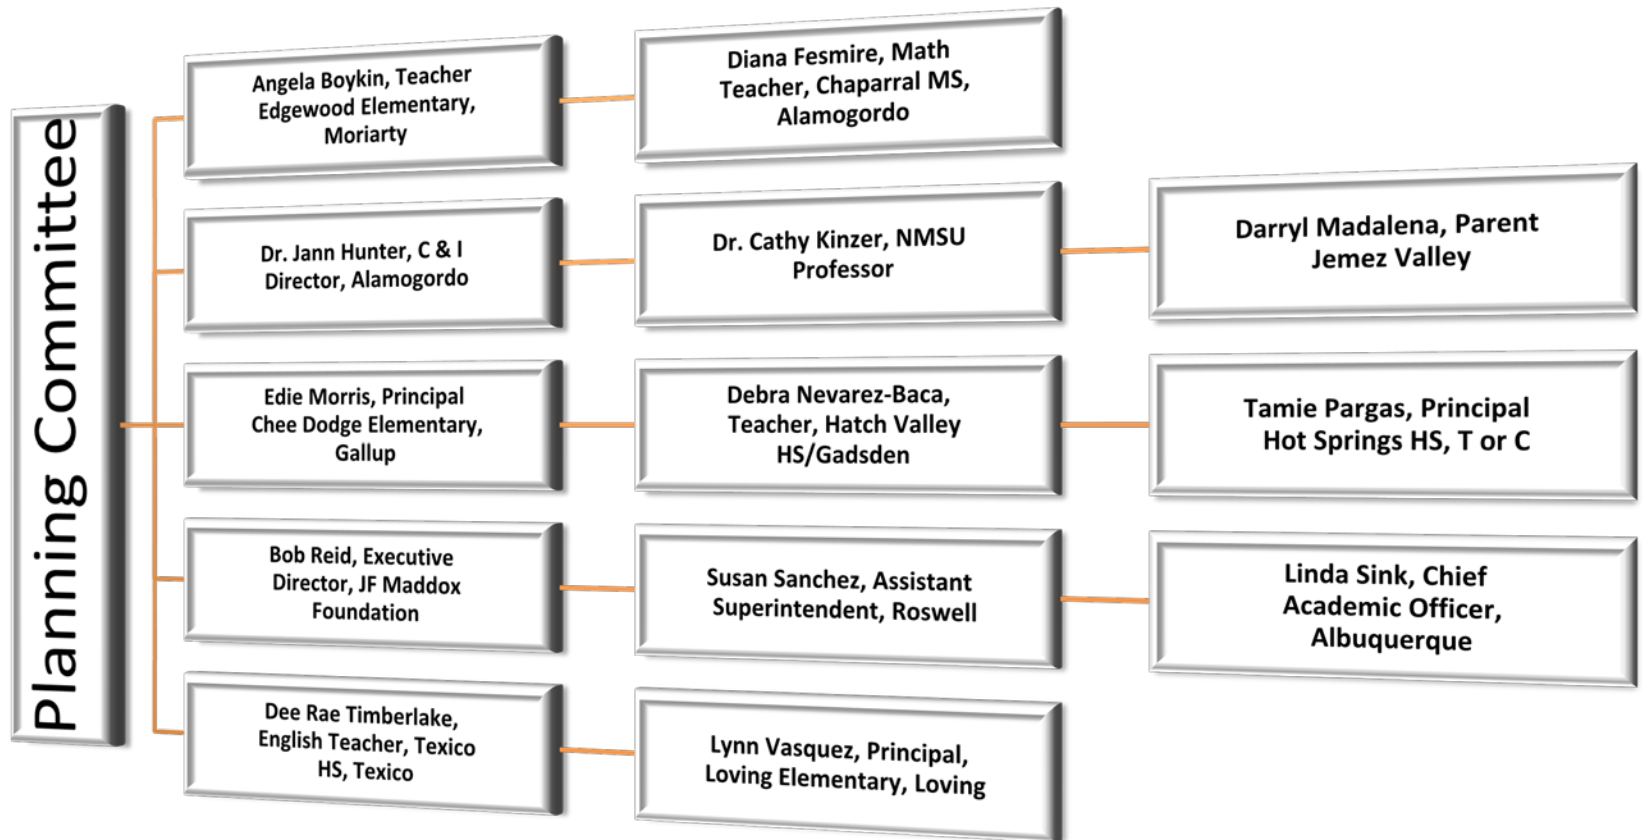 Planning Committee
Angela Boykin, Teacher
Edgewood Elementary,
Moriarty
Diana Fesmire, Math
Teacher, Chaparral MS,
Alamogordo
Dr. Jann Hunter, C & I
Director, Alamogordo
Dr. Cathy Kinzer, NMSU
Professor
Darryl Madalena, Parent
Jemez Valley
Edie Morris, Principal
Chee Dodge Elementary,
Gallup
Debra Nevarez-Baca,
Teacher, Hatch Valley
HS/Gadsden
Tamie Pargas, Principal
Hot Springs HS, T or C
Bob Reid, Executive
Director, JF Maddox
Foundation
Susan Sanchez, Assistant
Superintendent, Roswell
Linda Sink, Chief
Academic Officer,
Albuquerque
Dee Rae Timberlake,
English Teacher, Texico
HS, Texico
Lynn Vasquez, Principal,
Loving Elementary, Loving